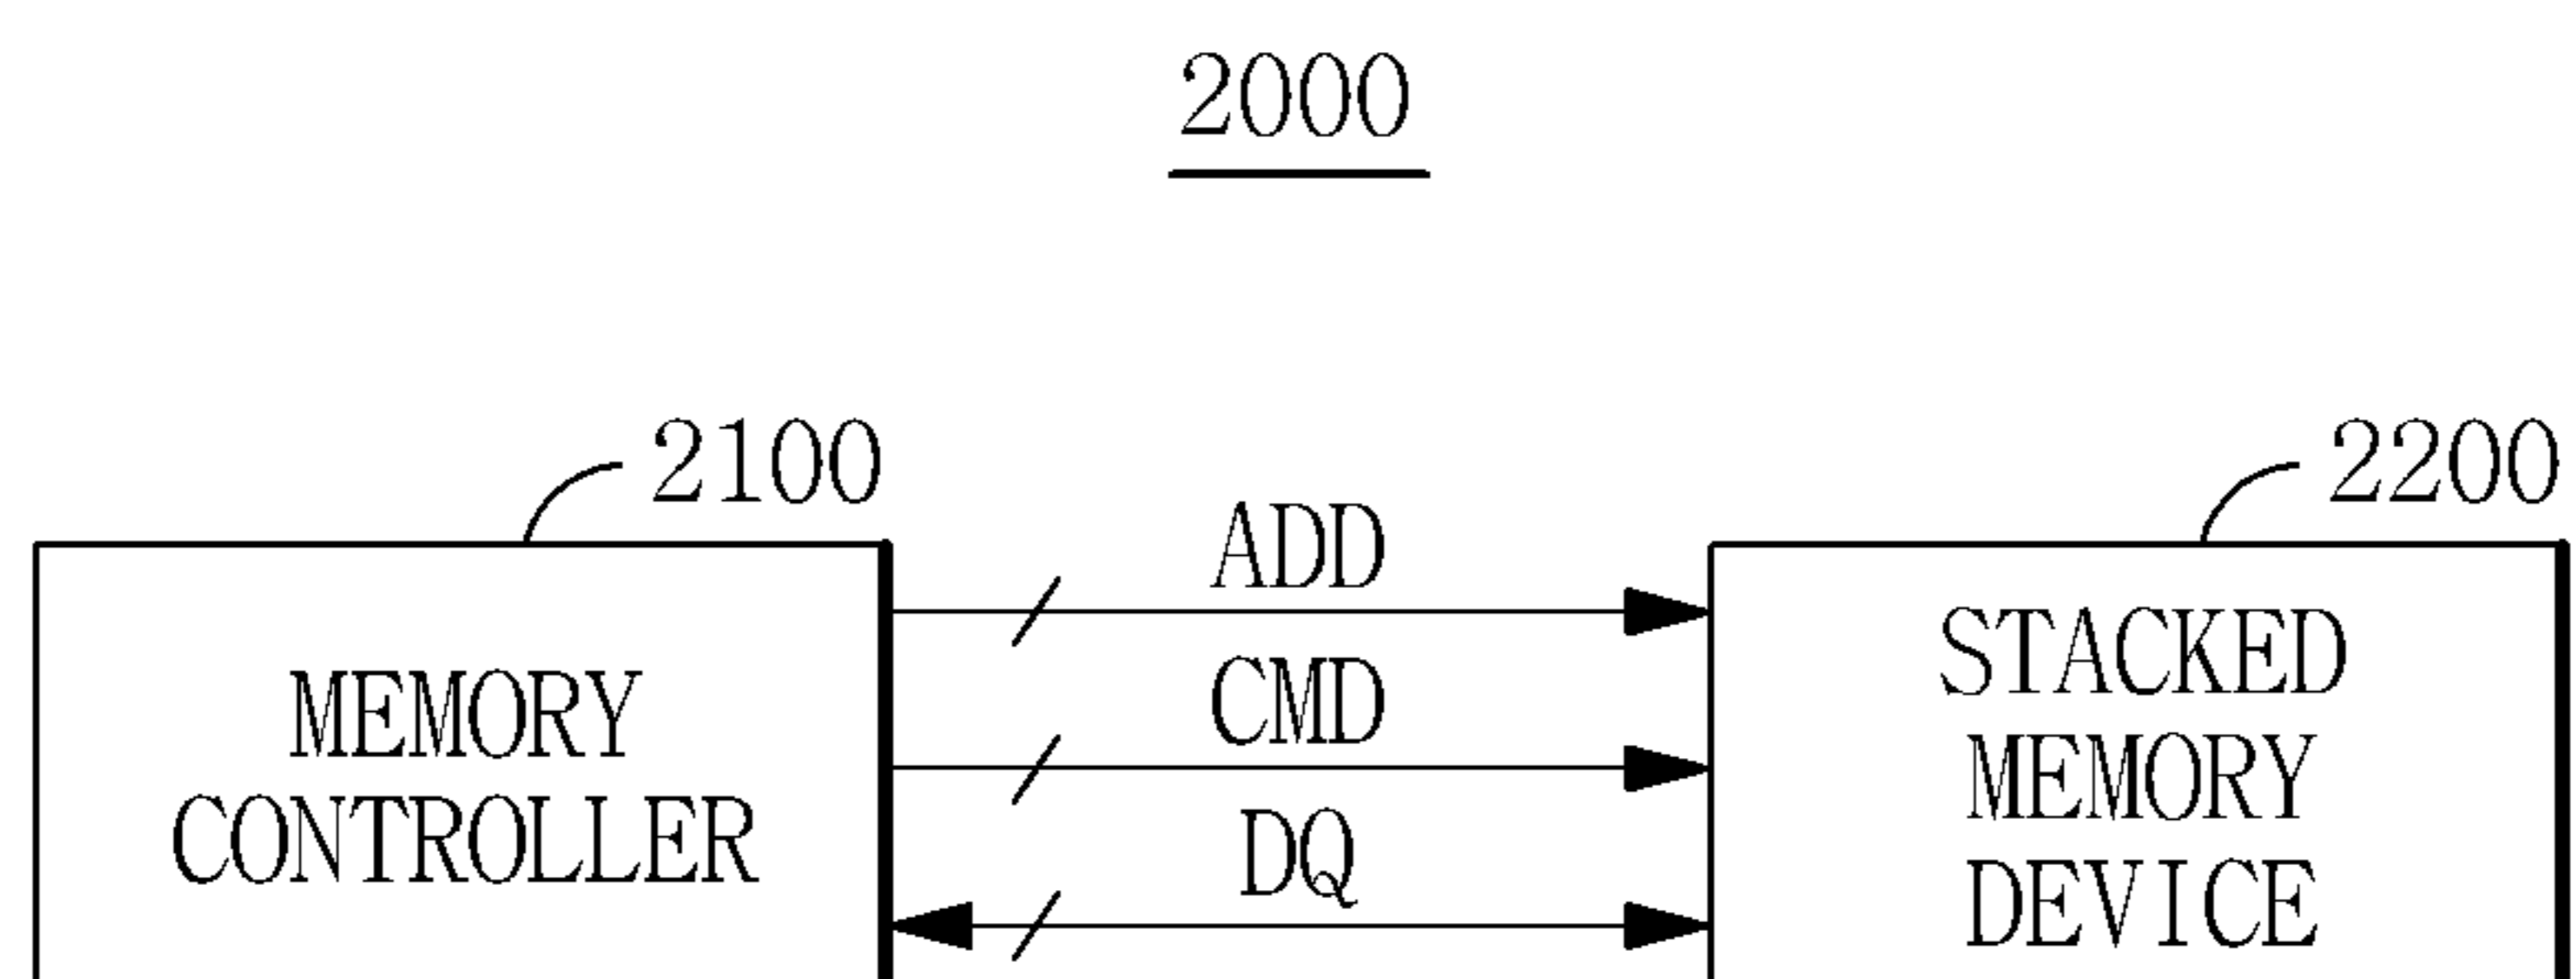 2000
2100
2200
ADD
CMD
DQ
MEMORY
CONTROLLER
STACKED
MEMORY
DEVICE